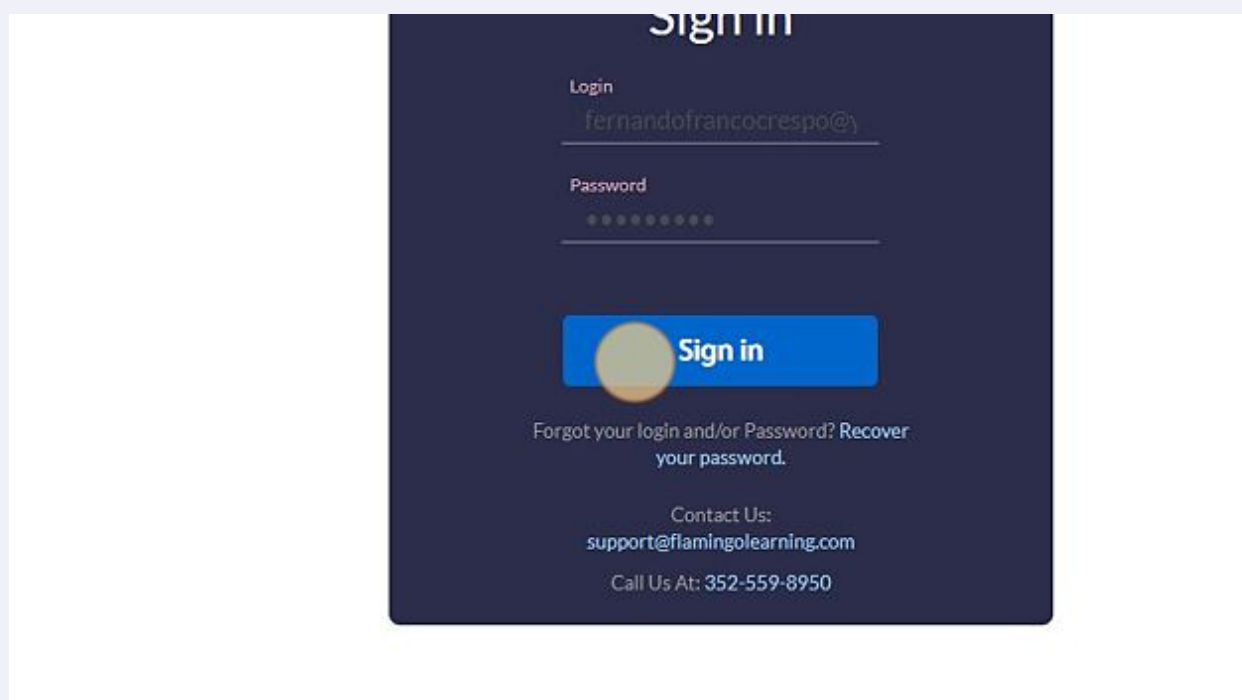 Sign in
Login
fernandofrancocrespo@y
Password
•••••••••
Sign in
Forgot your login and/or Password? Recover
your password.
Contact Us:
support@flamingolearning.com
Call Us At: 352-559-8950